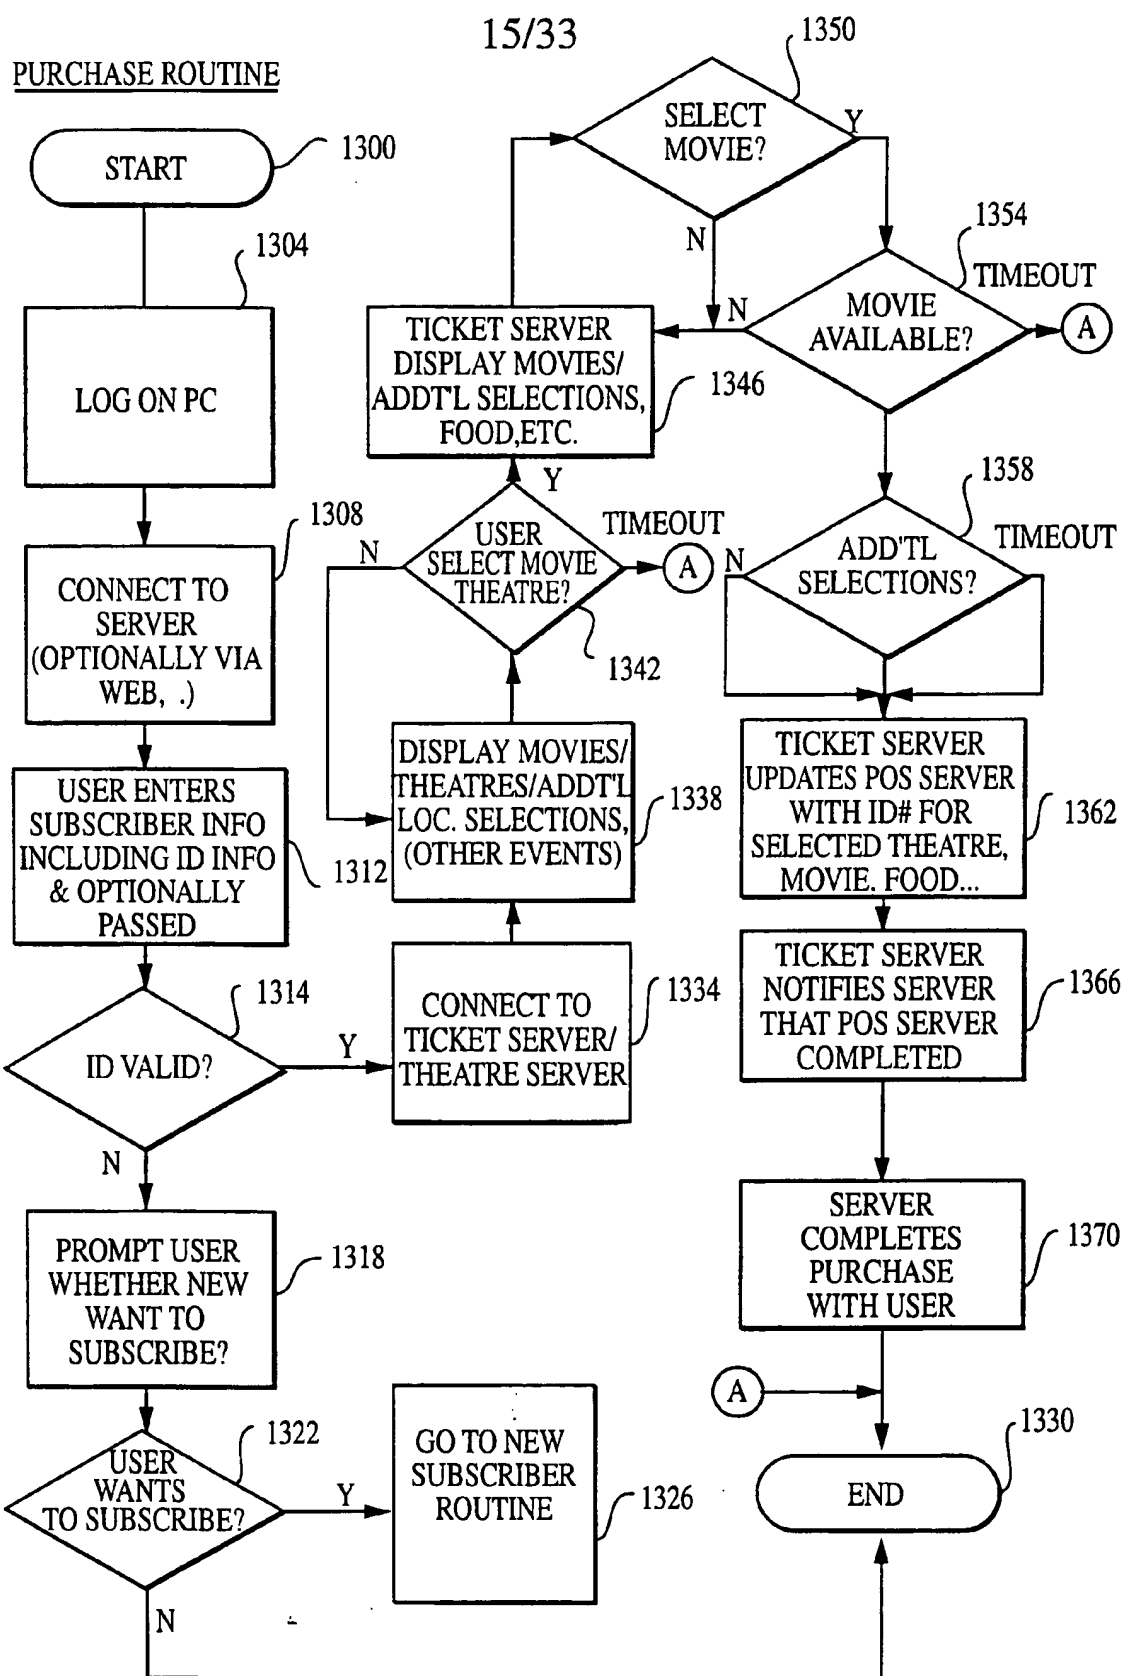 15/33
PURCHASE ROUTINE
START
1300
1304
LOG ON PC
1308
CONNECT TO
SERVER
(OPTIONALLY VIA
WEB, .)
USER ENTERS
SUBSCRIBER INFO
INCLUDING ID INFO
& OPTIONALLY
PASSED
1312
1314
ID VALID?
Y
N
PROMPT USER
WHETHER NEW
WANT TO
SUBSCRIBE?
1318
1322
USER
WANTS
TO SUBSCRIBE?
Y
N
GO TO NEW
SUBSCRIBER
ROUTINE
1326
CONNECT TO
TICKET SERVER/
THEATRE SERVER
1334
DISPLAY MOVIES/
THEATRES/ADDT'L
LOC. SELECTIONS,
(OTHER EVENTS)
1338
USER
SELECT MOVIE
THEATRE?
N
Y
TIMEOUT
A
1342
TICKET SERVER
DISPLAY MOVIES/
ADDT'L SELECTIONS,
FOOD,ETC.
1346
1350
SELECT
MOVIE?
Y
N
1354
TIMEOUT
MOVIE
AVAILABLE?
N
A
1358
ADD'TL
SELECTIONS?
N
TIMEOUT
TICKET SERVER
UPDATES POS SERVER
WITH ID# FOR
SELECTED THEATRE,
MOVIE. FOOD...
1362
TICKET SERVER
NOTIFIES SERVER
THAT POS SERVER
COMPLETED
1366
SERVER
COMPLETES
PURCHASE
WITH USER
1370
A
1330
END